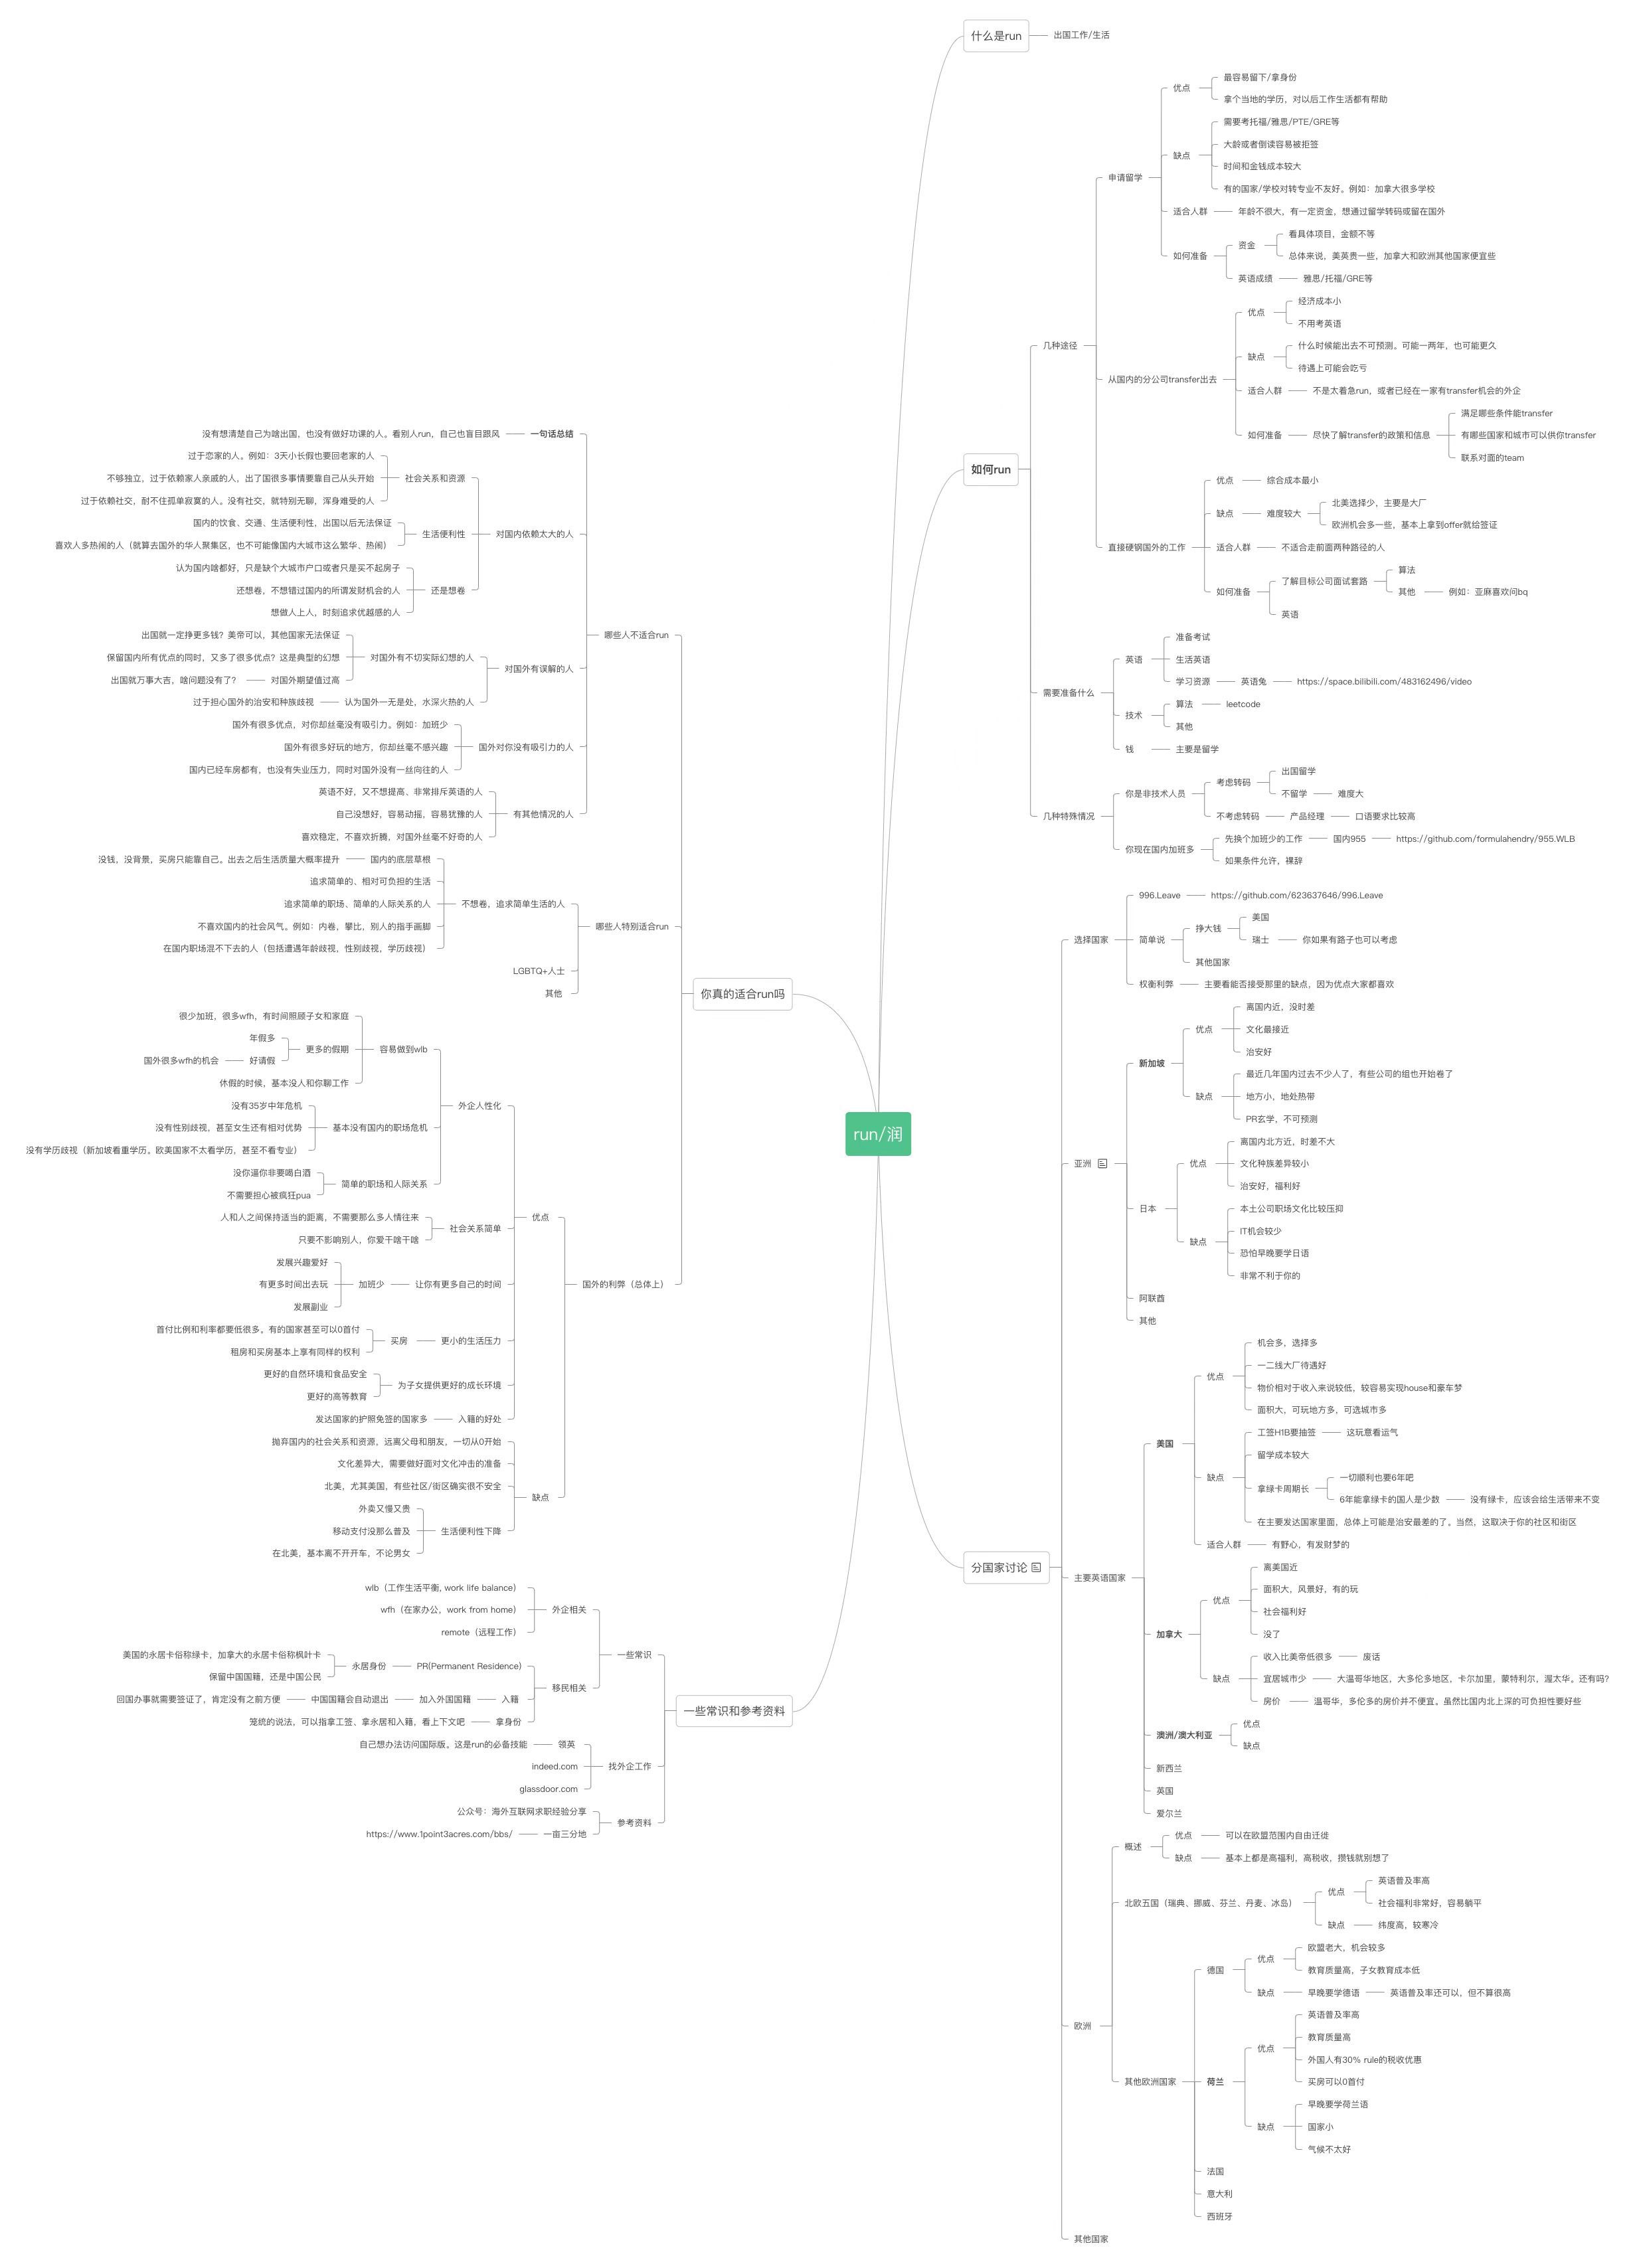 run/润
什么是run
出国工作/生活
如何run
几种途径
申请留学
优点
最容易留下/拿身份
拿个当地的学历，对以后工作生活都有帮助
缺点
需要考托福/雅思/PTE/GRE等
大龄或者倒读容易被拒签
时间和金钱成本较大
有的国家/学校对转专业不友好。例如：加拿大很多学校
适合人群
年龄不很大，有一定资金，想通过留学转码或留在国外
如何准备
资金
看具体项目，金额不等
总体来说，美英贵一些，加拿大和欧洲其他国家便宜些
英语成绩
雅思/托福/GRE等
从国内的分公司transfer出去
优点
经济成本小
不用考英语
缺点
什么时候能出去不可预测。可能一两年，也可能更久
待遇上可能会吃亏
适合人群
不是太着急run，或者已经在一家有transfer机会的外企
如何准备
尽快了解transfer的政策和信息
满足哪些条件能transfer
有哪些国家和城市可以供你transfer
联系对面的team
直接硬钢国外的工作
优点
综合成本最小
缺点
难度较大
北美选择少，主要是大厂
欧洲机会多一些，基本上拿到offer就给签证
适合人群
不适合走前面两种路径的人
如何准备
了解目标公司面试套路
算法
其他
例如：亚麻喜欢问bq
英语
需要准备什么
英语
准备考试
生活英语
学习资源
英语兔
https://space.bilibili.com/483162496/video
技术
算法
leetcode
其他
钱
主要是留学
几种特殊情况
你是非技术人员
考虑转码
出国留学
不留学
难度大
不考虑转码
产品经理
口语要求比较高
你现在国内加班多
先换个加班少的工作
国内955
https://github.com/formulahendry/955.WLB
如果条件允许，裸辞
分国家讨论
选择国家
996.Leave
https://github.com/623637646/996.Leave
简单说
挣大钱
美国
瑞士
你如果有路子也可以考虑
其他国家
权衡利弊
主要看能否接受那里的缺点，因为优点大家都喜欢
亚洲
新加坡
优点
离国内近，没时差
文化最接近
治安好
缺点
最近几年国内过去不少人了，有些公司的组也开始卷了
地方小，地处热带
PR玄学，不可预测
日本
优点
离国内北方近，时差不大
文化种族差异较小
治安好，福利好
缺点
本土公司职场文化比较压抑
IT机会较少
恐怕早晚要学日语
非常不利于你的
阿联酋
其他
主要英语国家
美国
优点
机会多，选择多
一二线大厂待遇好
物价相对于收入来说较低，较容易实现house和豪车梦
面积大，可玩地方多，可选城市多
缺点
工签H1B要抽签
这玩意看运气
留学成本较大
拿绿卡周期长
一切顺利也要6年吧
6年能拿绿卡的国人是少数
没有绿卡，应该会给生活带来不变
在主要发达国家里面，总体上可能是治安最差的了。当然，这取决于你的社区和街区
适合人群
有野心，有发财梦的
加拿大
优点
离美国近
面积大，风景好，有的玩
社会福利好
没了
缺点
收入比美帝低很多
废话
宜居城市少
大温哥华地区，大多伦多地区，卡尔加里，蒙特利尔，渥太华。还有吗？
房价
温哥华，多伦多的房价并不便宜。虽然比国内北上深的可负担性要好些
澳洲/澳大利亚
优点
缺点
新西兰
英国
爱尔兰
欧洲
概述
优点
可以在欧盟范围内自由迁徙
缺点
基本上都是高福利，高税收，攒钱就别想了
北欧五国（瑞典、挪威、芬兰、丹麦、冰岛）
优点
英语普及率高
社会福利非常好，容易躺平
缺点
纬度高，较寒冷
其他欧洲国家
德国
优点
欧盟老大，机会较多
教育质量高，子女教育成本低
缺点
早晚要学德语
英语普及率还可以，但不算很高
荷兰
优点
英语普及率高
教育质量高
外国人有30% rule的税收优惠
买房可以0首付
缺点
早晚要学荷兰语
国家小
气候不太好
法国
意大利
西班牙
其他国家
你真的适合run吗
哪些人不适合run
一句话总结
没有想清楚自己为啥出国，也没有做好功课的人。看别人run，自己也盲目跟风
对国内依赖太大的人
社会关系和资源
过于恋家的人。例如：3天小长假也要回老家的人
不够独立，过于依赖家人亲戚的人，出了国很多事情要靠自己从头开始
过于依赖社交，耐不住孤单寂寞的人。没有社交，就特别无聊，浑身难受的人
生活便利性
国内的饮食、交通、生活便利性，出国以后无法保证
喜欢人多热闹的人（就算去国外的华人聚集区，也不可能像国内大城市这么繁华、热闹）
还是想卷
认为国内啥都好，只是缺个大城市户口或者只是买不起房子
还想卷，不想错过国内的所谓发财机会的人
想做人上人，时刻追求优越感的人
对国外有误解的人
对国外有不切实际幻想的人
出国就一定挣更多钱？美帝可以，其他国家无法保证
保留国内所有优点的同时，又多了很多优点？这是典型的幻想
对国外期望值过高
出国就万事大吉，啥问题没有了？
认为国外一无是处，水深火热的人
过于担心国外的治安和种族歧视
国外对你没有吸引力的人
国外有很多优点，对你却丝毫没有吸引力。例如：加班少
国外有很多好玩的地方，你却丝毫不感兴趣
国内已经车房都有，也没有失业压力，同时对国外没有一丝向往的人
有其他情况的人
英语不好，又不想提高、非常排斥英语的人
自己没想好，容易动摇，容易犹豫的人
喜欢稳定，不喜欢折腾，对国外丝毫不好奇的人
哪些人特别适合run
不想卷，追求简单生活的人
国内的底层草根
没钱，没背景，买房只能靠自己。出去之后生活质量大概率提升
追求简单的、相对可负担的生活
追求简单的职场、简单的人际关系的人
不喜欢国内的社会风气。例如：内卷，攀比，别人的指手画脚
在国内职场混不下去的人（包括遭遇年龄歧视，性别歧视，学历歧视）
LGBTQ+人士
其他
国外的利弊（总体上）
优点
外企人性化
容易做到wlb
很少加班，很多wfh，有时间照顾子女和家庭
更多的假期
年假多
好请假
国外很多wfh的机会
休假的时候，基本没人和你聊工作
基本没有国内的职场危机
没有35岁中年危机
没有性别歧视，甚至女生还有相对优势
没有学历歧视（新加坡看重学历。欧美国家不太看学历，甚至不看专业）
简单的职场和人际关系
没你逼你非要喝白酒
不需要担心被疯狂pua
社会关系简单
人和人之间保持适当的距离，不需要那么多人情往来
只要不影响别人，你爱干啥干啥
让你有更多自己的时间
加班少
发展兴趣爱好
有更多时间出去玩
发展副业
更小的生活压力
买房
首付比例和利率都要低很多。有的国家甚至可以0首付
租房和买房基本上享有同样的权利
为子女提供更好的成长环境
更好的自然环境和食品安全
更好的高等教育
入籍的好处
发达国家的护照免签的国家多
缺点
抛弃国内的社会关系和资源，远离父母和朋友，一切从0开始
文化差异大，需要做好面对文化冲击的准备
北美，尤其美国，有些社区/街区确实很不安全
生活便利性下降
外卖又慢又贵
移动支付没那么普及
在北美，基本离不开开车，不论男女
一些常识和参考资料
一些常识
外企相关
wlb（工作生活平衡, work life balance）
wfh（在家办公，work from home）
remote（远程工作）
移民相关
PR(Permanent Residence)
永居身份
美国的永居卡俗称绿卡，加拿大的永居卡俗称枫叶卡
保留中国国籍，还是中国公民
入籍
加入外国国籍
中国国籍会自动退出
回国办事就需要签证了，肯定没有之前方便
拿身份
笼统的说法，可以指拿工签、拿永居和入籍，看上下文吧
找外企工作
领英
自己想办法访问国际版。这是run的必备技能
indeed.com
glassdoor.com
参考资料
公众号：海外互联网求职经验分享
一亩三分地
https://www.1point3acres.com/bbs/